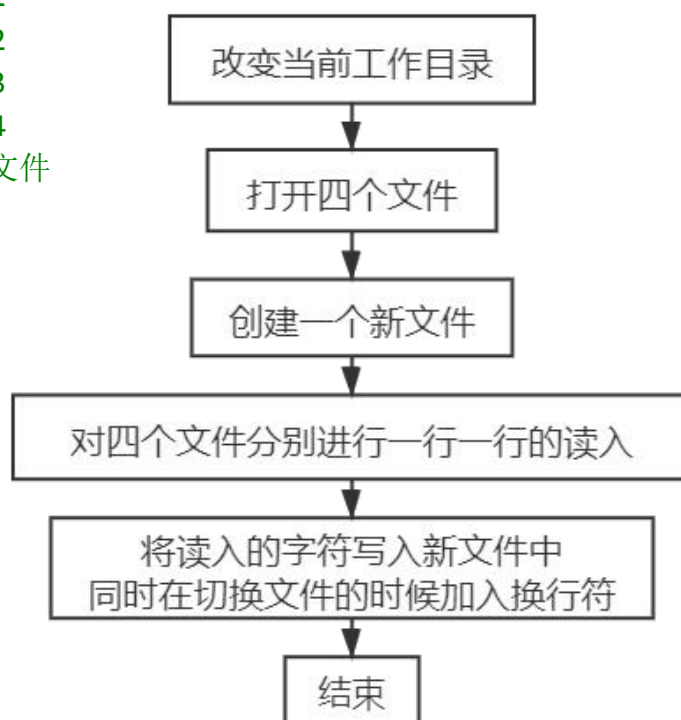 2
3
4
文件
改变当前工作目录
打开四个文件
创建一个新文件
对四个文件分别进行一行一行的读入
将读入的字符写入新文件中
同时在切换文件的时候加入换行符
结束